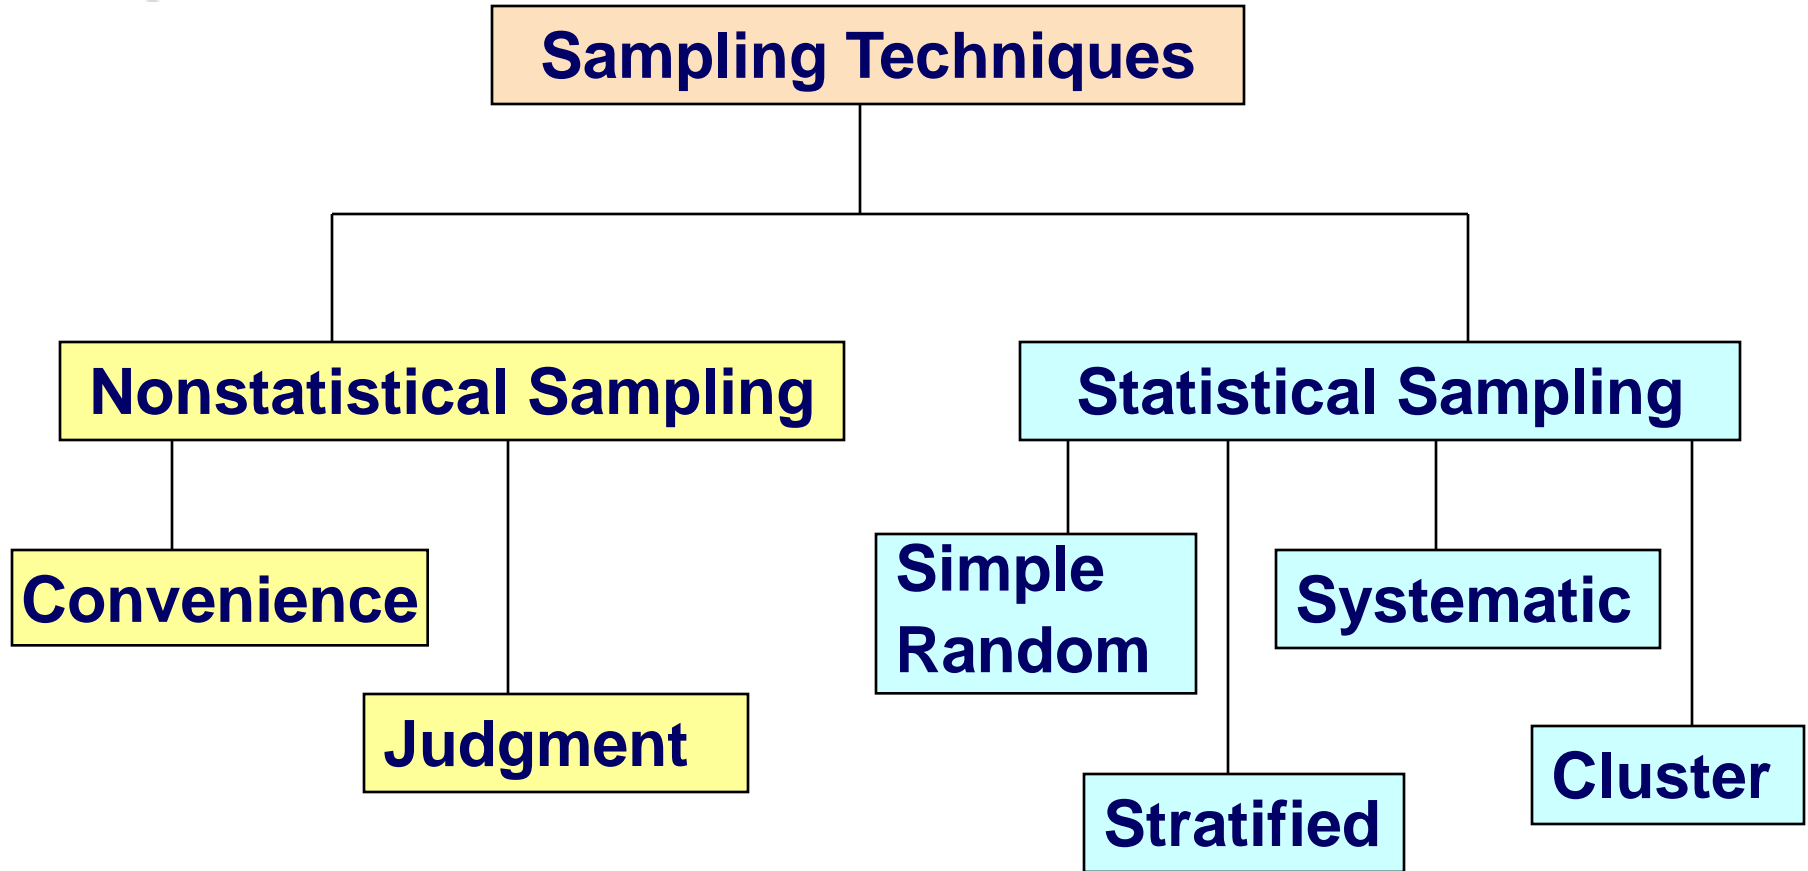 Sampling Techniques
Nonstatistical Sampling
Statistical Sampling
Convenience
Judgment
Simple
Random
Stratified
Systematic
Cluster